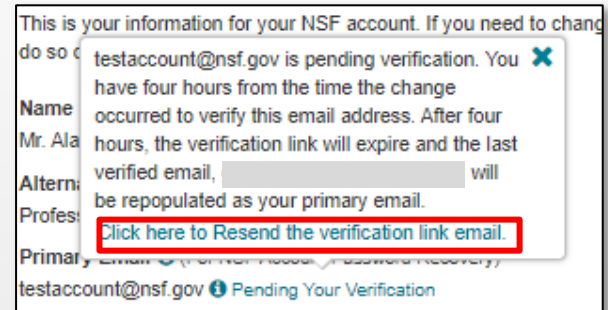 This is your information for your NSF account. If you need to chang
do so
testaccount@nsf.gov is pending verification. You
have four hours from the time the change
occurred to verify this email address. After four
hours, the verification link will expire and the last
verified email, will
be repopulated as your primary email.
Click here to Resend the verification link email.
Name
Mr. Ala
Altern
Profes
Primary Email (For NSF Account Password Recovery)
testaccount@nsf.gov Pending Your Verification